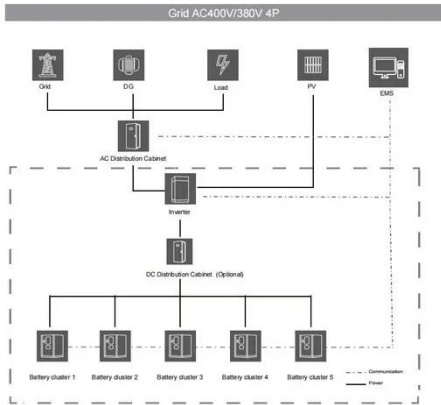 Grid AC400V/380V 4P
Grid
DG
Load
PV
EMS
AC Distribution Cabinet
Inverter
DC Distribution Cabinet (Optional)
Battery cluster 1
Battery cluster 2
Battery cluster 3
Battery cluster 4
Battery cluster 5
Communication
Power